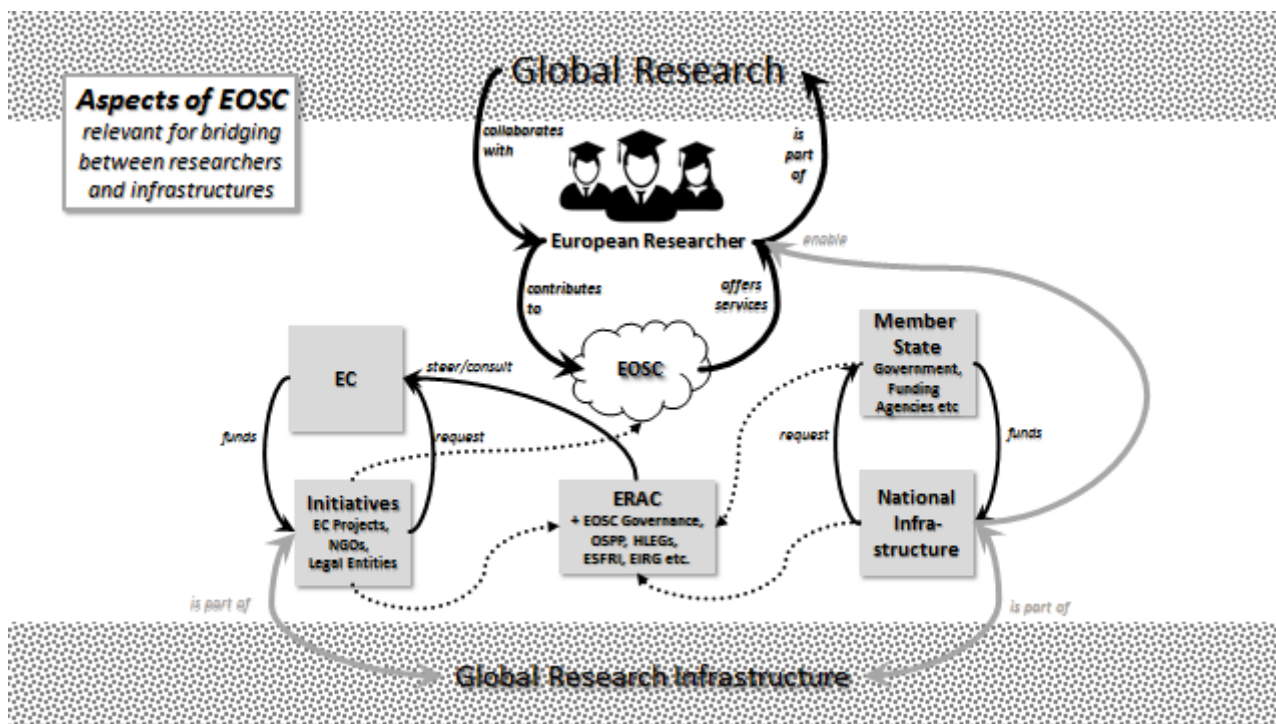 Global Research
Aspects of EOSC
relevant for bridging
between researchers
and infrastructures
collaborates
with
is
part
of
European Researcher
enable
contributes
to
offers
services
EC
steer/consult
EOSC
Member
State
Government,
Funding
Agencies etc
funds
request
request
funds
Initiatives
EC Projects,
NGOs,
Legal Entities
ERAC
+ EOSC Governance,
OSPP, HLEGs,
ESFRI, EIRG etc.
National
Infra-
structure
is part of
is part of
Global Research Infrastructure